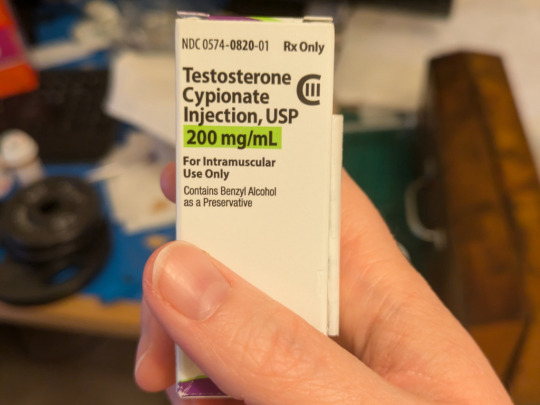 NDC 0574-0820-01 Rx Only
Testosterone
Cypionate CIII
Injection, USP
200 mg/mL
For Intramuscular
Use Only
Contains Benzyl Alcohol
as a Preservative